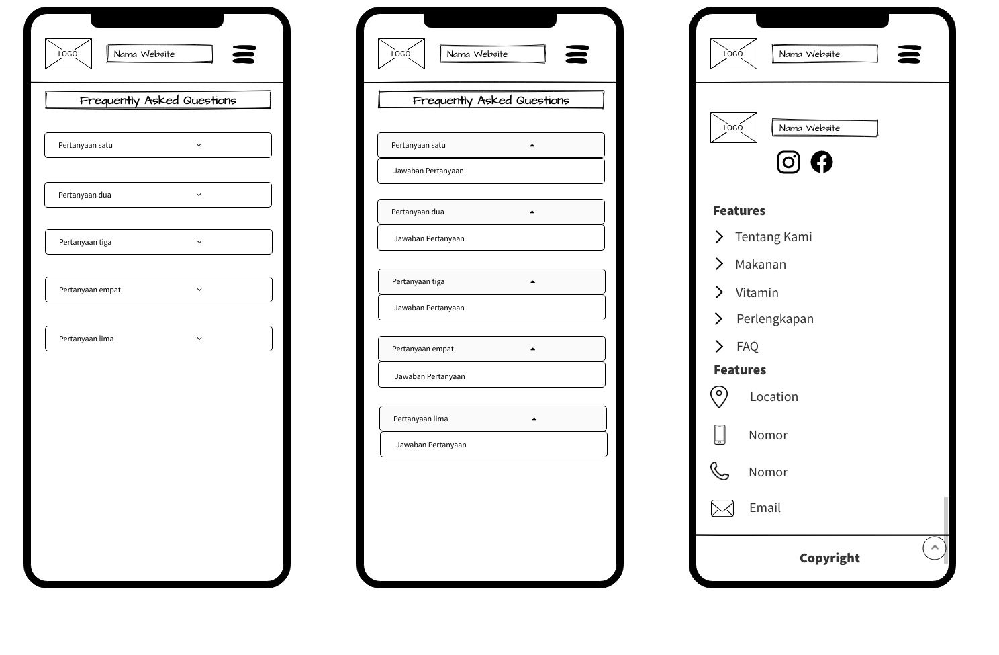 LOGO
Nama Website
Frequently Asked Questions
Pertanyaan satu
Pertanyaan dua
Pertanyaan tiga
Pertanyaan empat
Pertanyaan lima
LOGO
Nama Website
Frequently Asked Questions
Pertanyaan satu
Jawaban Pertanyaan
Pertanyaan dua
Jawaban Pertanyaan
Pertanyaan tiga
Jawaban Pertanyaan
Pertanyaan empat
Jawaban Pertanyaan
Pertanyaan lima
Jawaban Pertanyaan
LOGO
Nama Website
LOGO
Nama Website
Features
Tentang Kami
Makanan
Vitamin
Perlengkapan
FAQ
Features
Location
Nomor
Nomor
Email
Copyright